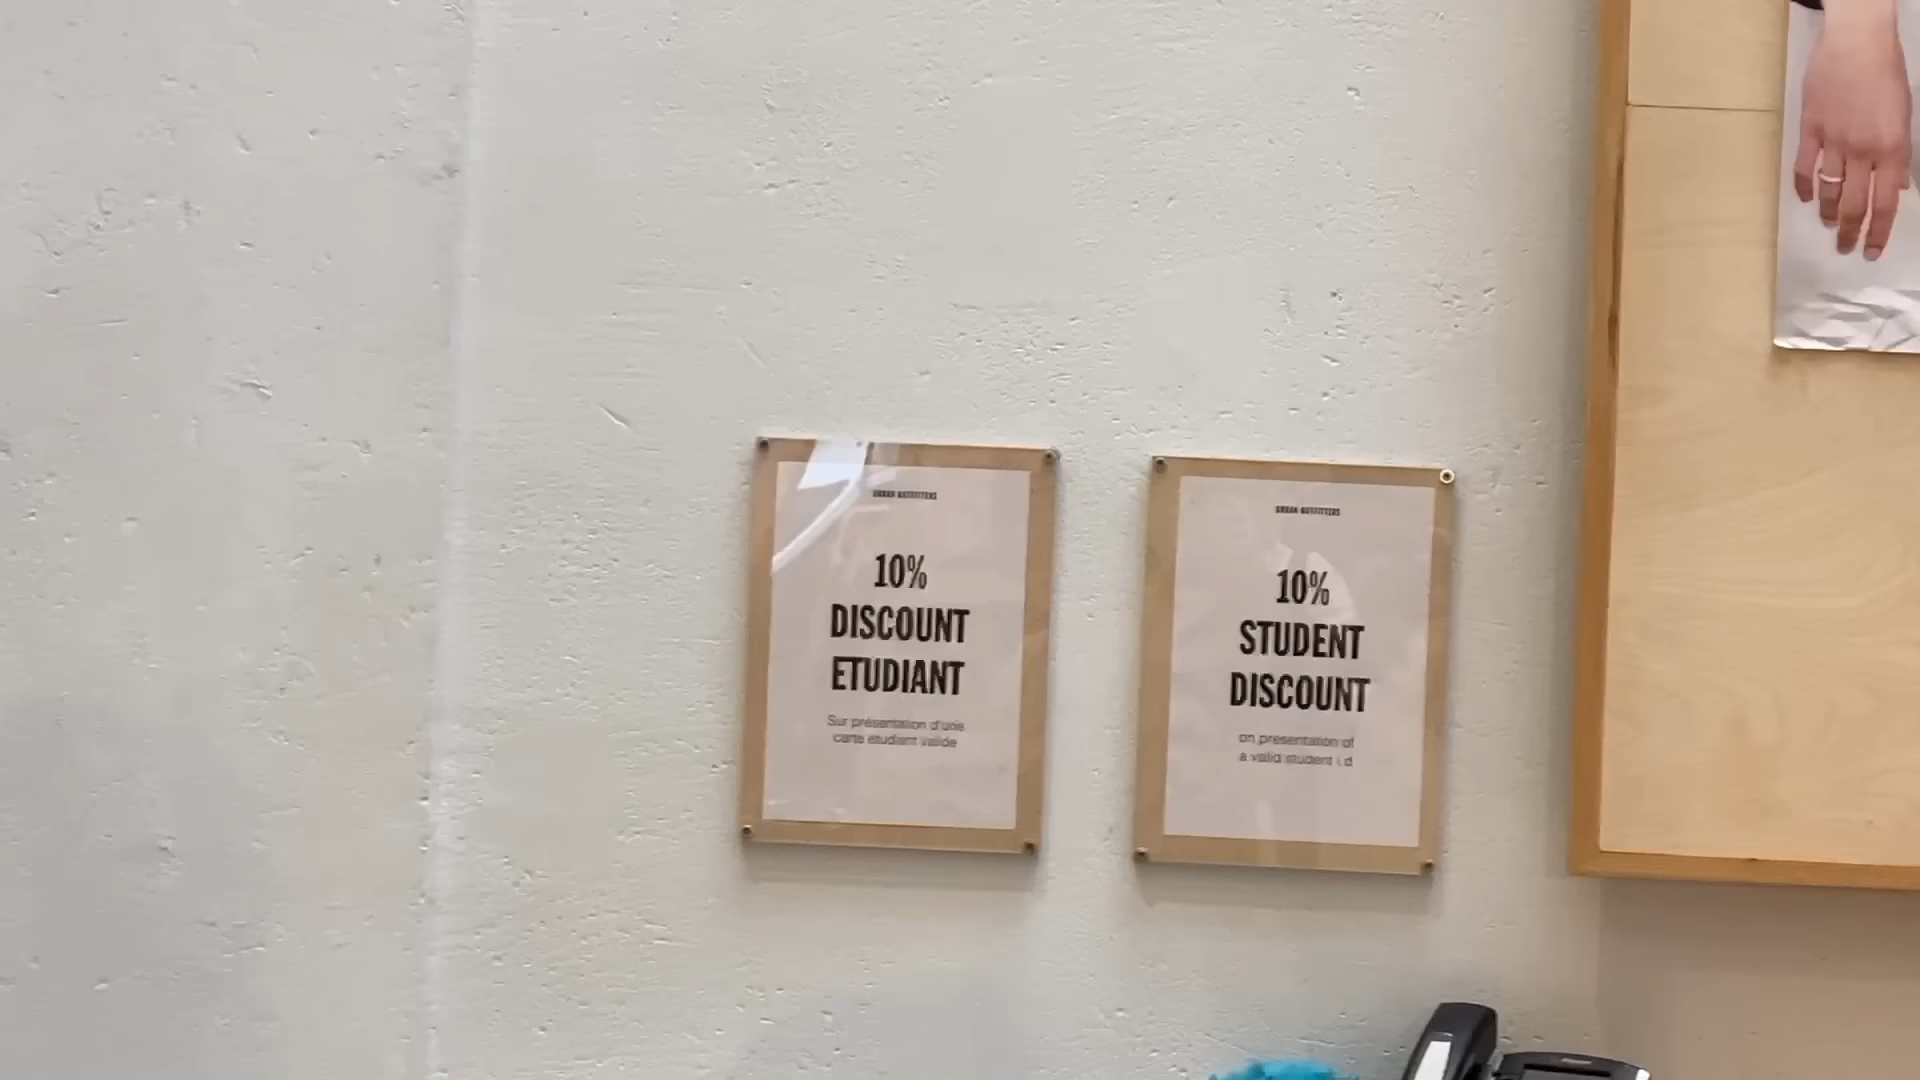 URBAN OUTFITTERS
10%
DISCOUNT
ETUDIANT
Sur présentation d'une
carte étudiant valide
URBAN OUTFITTERS
10%
STUDENT
DISCOUNT
on presentation of
a valid student i.d